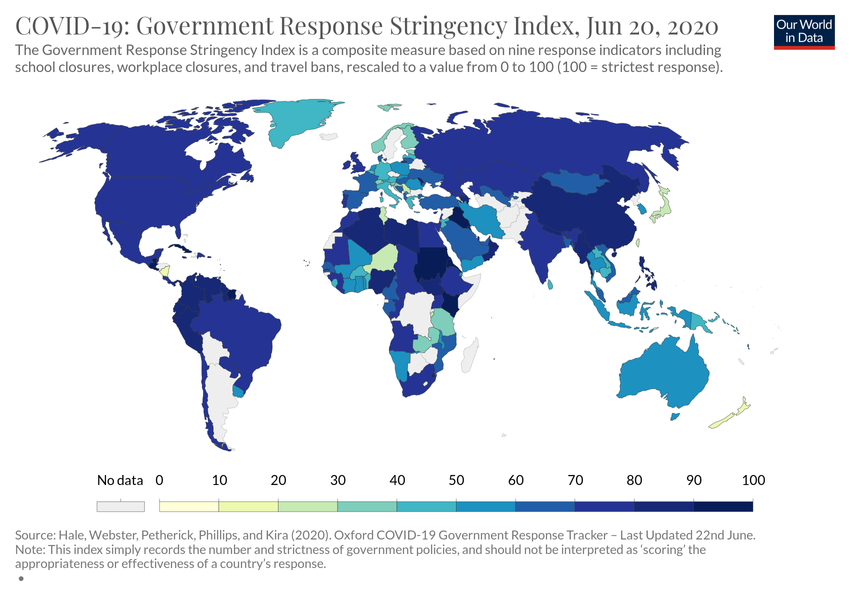 COVID-19: Government Response Stringency Index, Jun 20, 2020
Our World
in Data
The Government Response Stringency Index is a composite measure based on nine response indicators including
school closures, workplace closures, and travel bans, rescaled to a value from 0 to 100 (100 = strictest response).
No data 0 10 20 30 40 50 60 70 80 90 100
Source: Hale, Webster, Petherick, Phillips, and Kira (2020). Oxford COVID-19 Government Response Tracker – Last Updated 22nd June.
Note: This index simply records the number and strictness of government policies, and should not be interpreted as ‘scoring’ the
appropriateness or effectiveness of a country’s response.